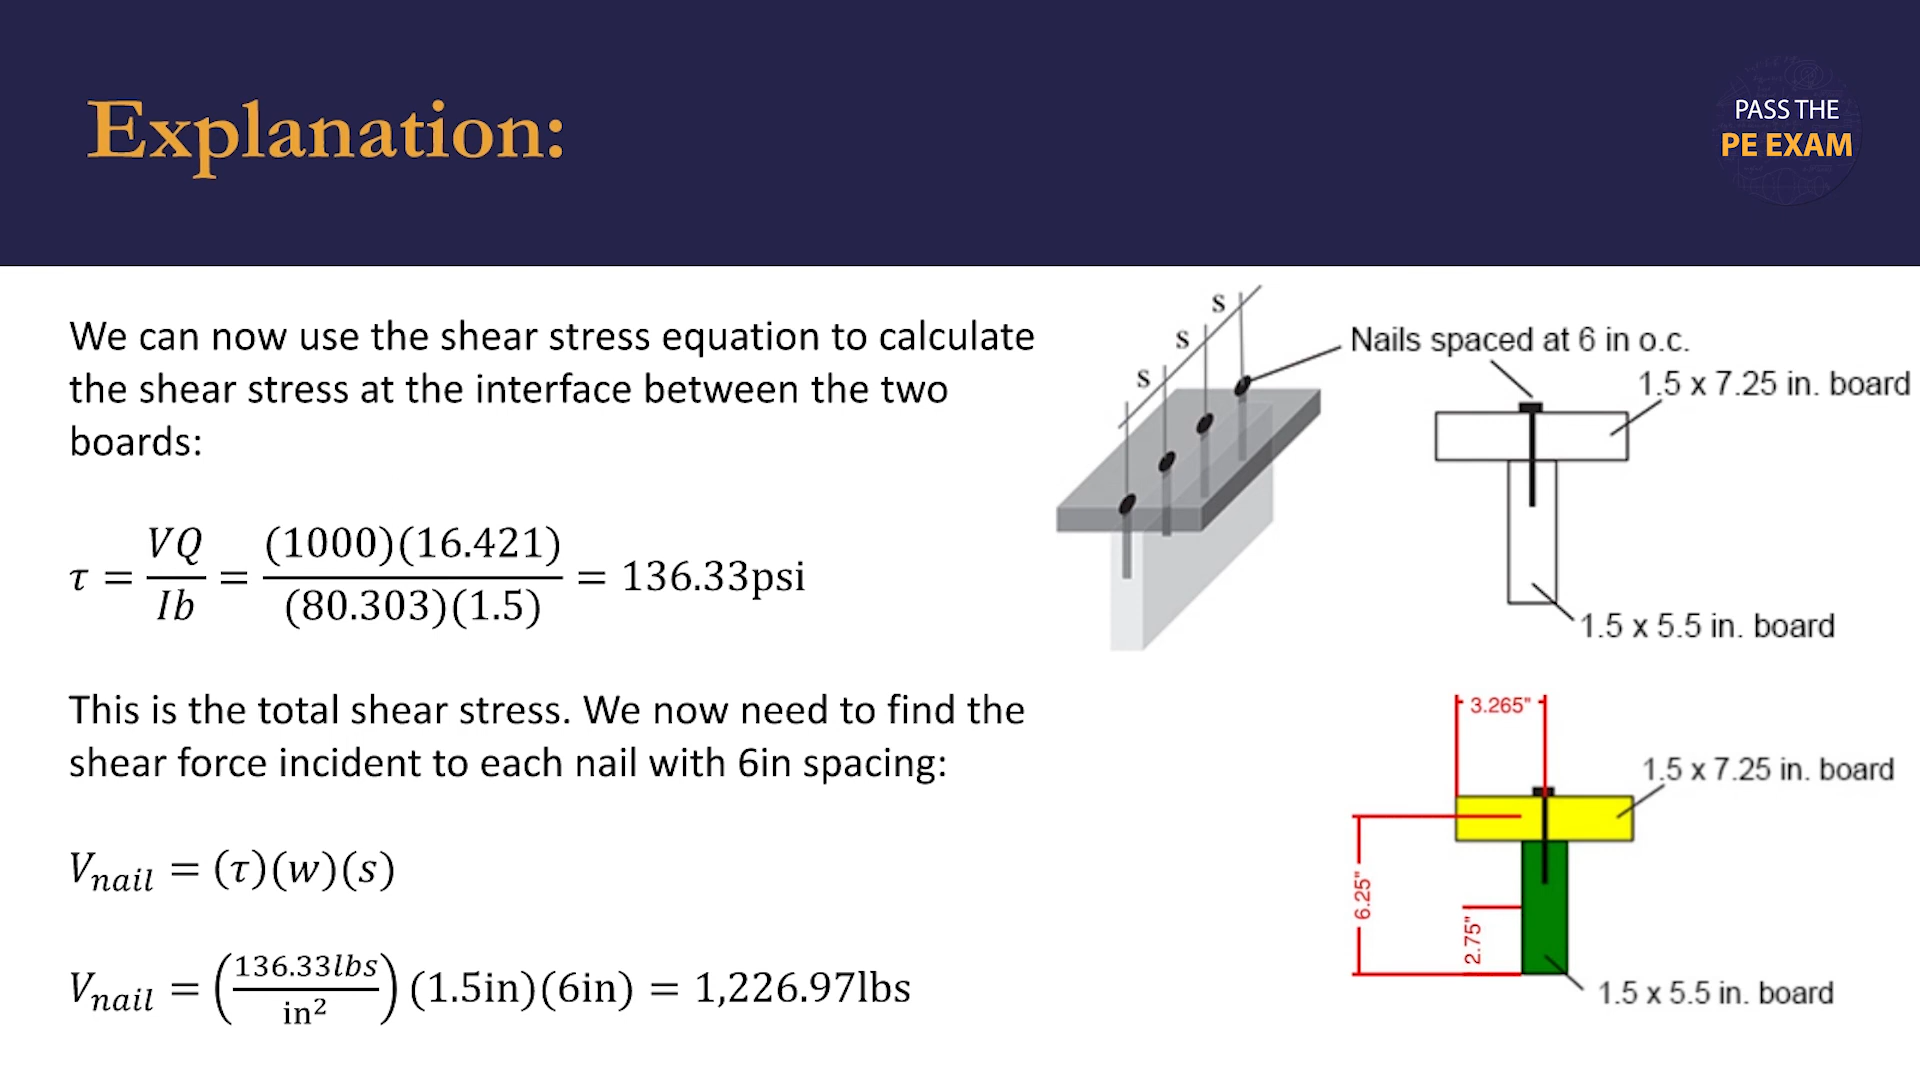 Explanation:
PASS THE
PE EXAM
We can now use the shear stress equation to calculate
the shear stress at the interface between the two
boards:
τ = VQ/Ib = (1000)(16.421)/(80.303)(1.5) = 136.33psi
This is the total shear stress. We now need to find the
shear force incident to each nail with 6in spacing:
V_nail = (τ)(w)(s)
V_nail = (136.33lbs/in²)(1.5in)(6in) = 1,226.97lbs
s
s
s
Nails spaced at 6 in o.c.
1.5 x 7.25 in. board
1.5 x 5.5 in. board
3.265"
1.5 x 7.25 in. board
6.25"
2.75"
1.5 x 5.5 in. board